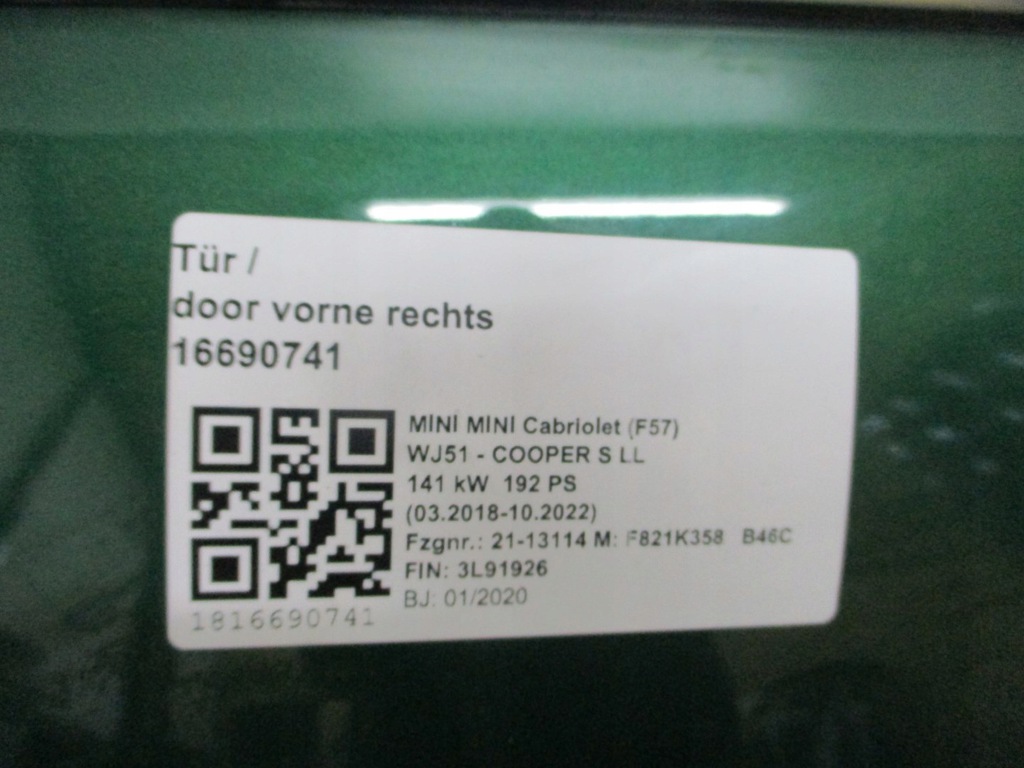 Tür /
door vorne rechts
16690741
MINI MINI Cabriolet (F57)
WJ51 - COOPER S LL
141 kW 192 PS
(03.2018-10.2022)
Fzgnr.: 21-13114 M: F821K358 B46C
FIN: 3L91926
BJ: 01/2020
1816690741